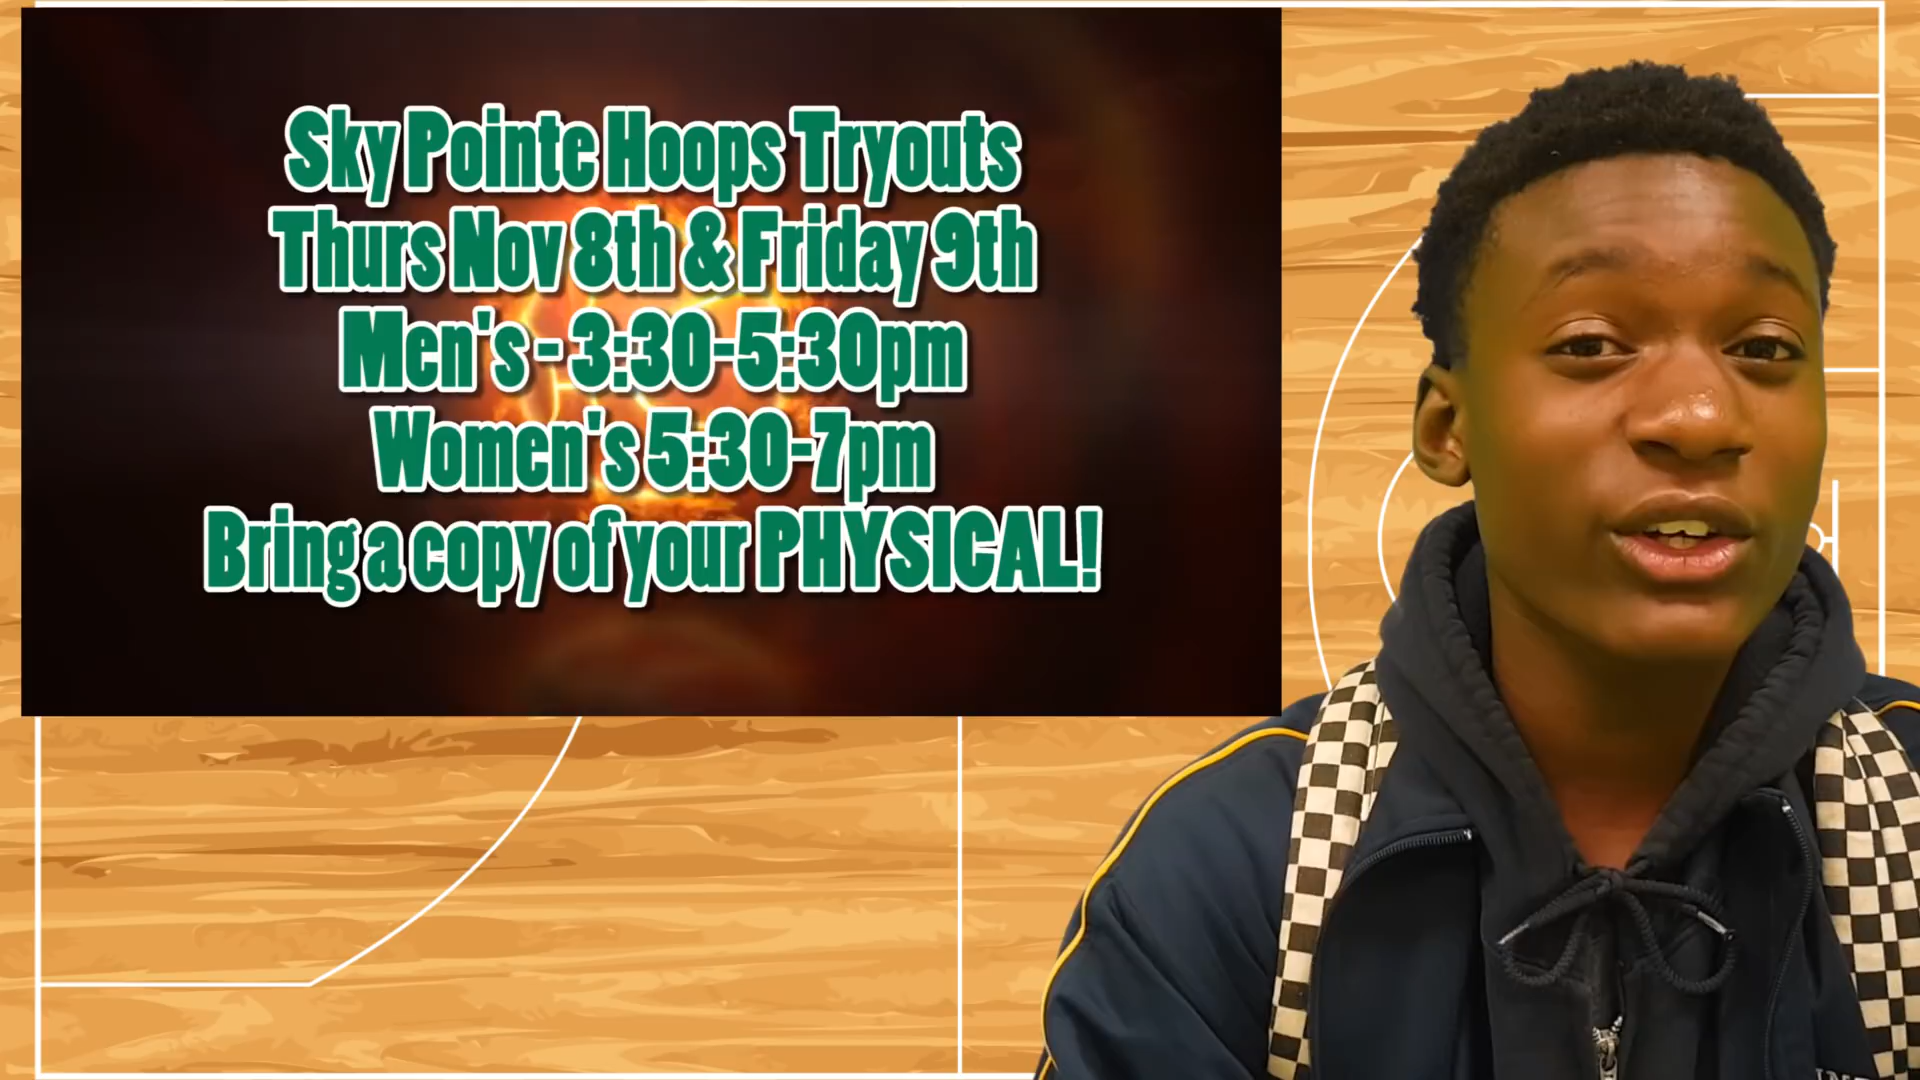 Sky Pointe Hoops Tryouts
Thurs Nov 8th & Friday 9th
Men's - 3:30-5:30pm
Women's 5:30-7pm
Bring a copy of your PHYSICAL!